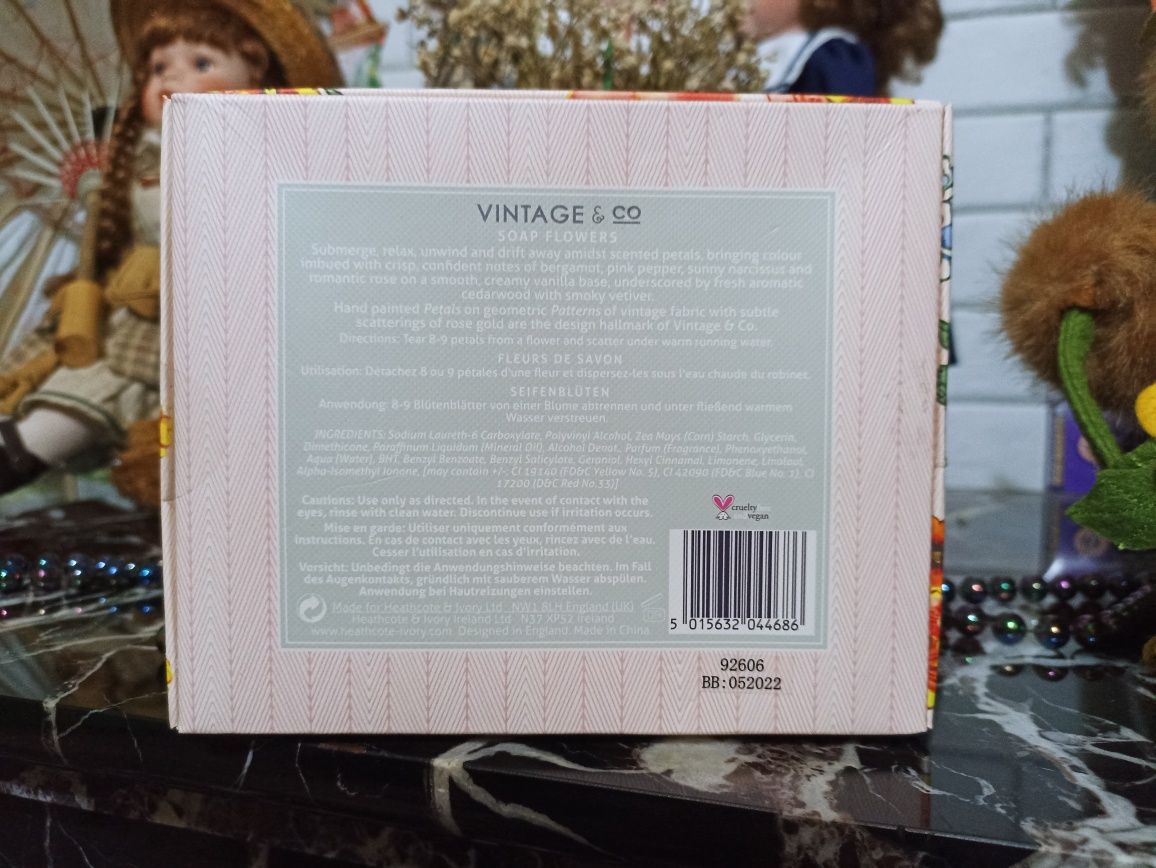 VINTAGE & CO
SOAP FLOWERS
Submerge, relax, unwind and drift away amidst scented petals, bringing colour
imbued with crisp, confident notes of bergamot, pink pepper, sunny narcissus and
romantic rose on a smooth, creamy vanilla base, underscored by fresh aromatic
cedarwood with smoky vetiver.
Hand painted Petals on geometric Patterns of vintage fabric with subtle
scatterings of rose gold are the design hallmark of Vintage & Co.
Directions: Tear 8-9 petals from a flower and scatter under warm running water.
FLEURS DE SAVON
Utilisation: Détachez 8 ou 9 pétales d'une fleur et dispersez-les sous l'eau chaude du robinet.
SEIFENBLÜTEN
Anwendung: 8-9 Blütenblätter von einer Blume abtrennen und unter fließend warmem
Wasser verstreuen.
INGREDIENTS: Sodium Laureth-6 Carboxylate, Polyvinyl Alcohol, Zea Mays (Corn) Starch, Glycerin,
Dimethicone, Paraffinum Liquidum (Mineral Oil), Alcohol Denat., Parfum (Fragrance), Phenoxyethanol,
Aqua (Water), BHT, Benzyl Benzoate, Benzyl Salicylate, Geraniol, Hexyl Cinnamal, Limonene, Linalool,
Alpha-Isomethyl Ionone, [may contain +/-: CI 19140 (FD&C Yellow No. 5), CI 42090 (FD&C Blue No. 1), CI
17200 (D&C Red No.33)]
Cautions: Use only as directed. In the event of contact with the
eyes, rinse with clean water. Discontinue use if irritation occurs.
Mise en garde: Utiliser uniquement conformément aux
instructions. En cas de contact avec les yeux, rincez avec de l'eau.
Cesser l'utilisation en cas d'irritation.
Vorsicht: Unbedingt die Anwendungshinweise beachten. Im Fall
des Augenkontakts, gründlich mit sauberem Wasser abspülen.
Anwendung bei Hautreizungen einstellen.
Made for Heathcote & Ivory Ltd NW1 8LH England (UK)
Heathcote & Ivory Ireland Ltd N37 XP52 Ireland
www.heathcote-ivory.com Designed in England. Made in China
cruelty
vegan
5 015632 044686
92606
BB:052022